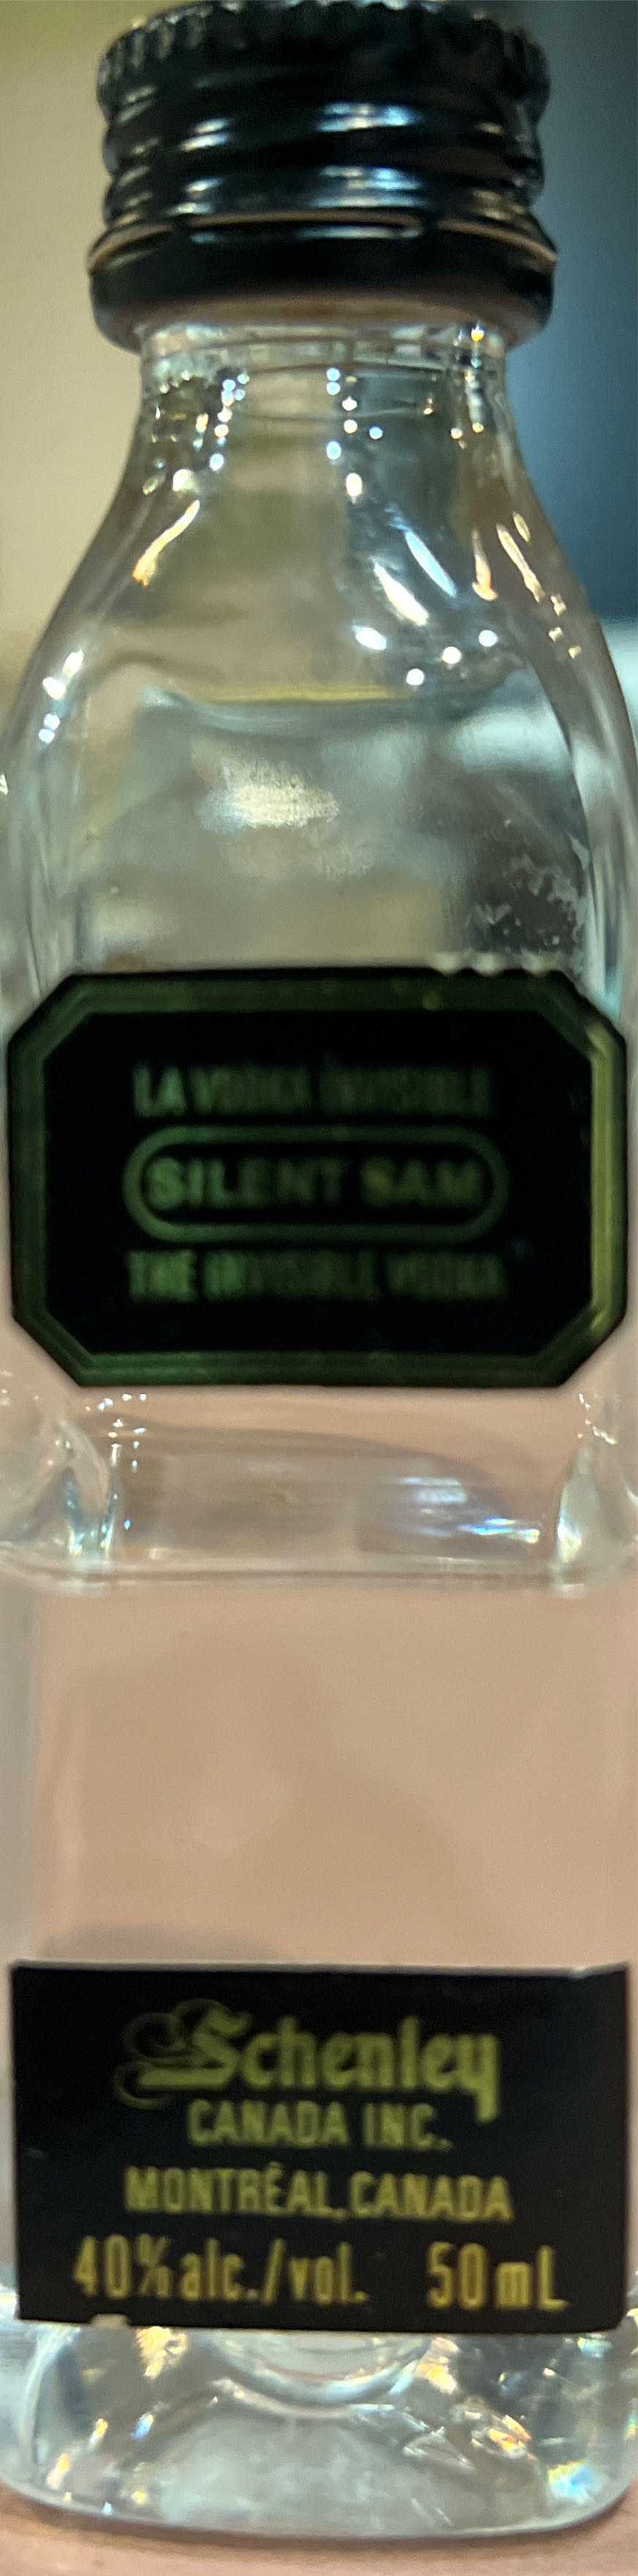 LA VODKA INVISIBLE
SILENT SAM
THE INVISIBLE VODKA
Schenley
CANADA INC.
MONTRÉAL, CANADA
40% alc./vol. 50 mL